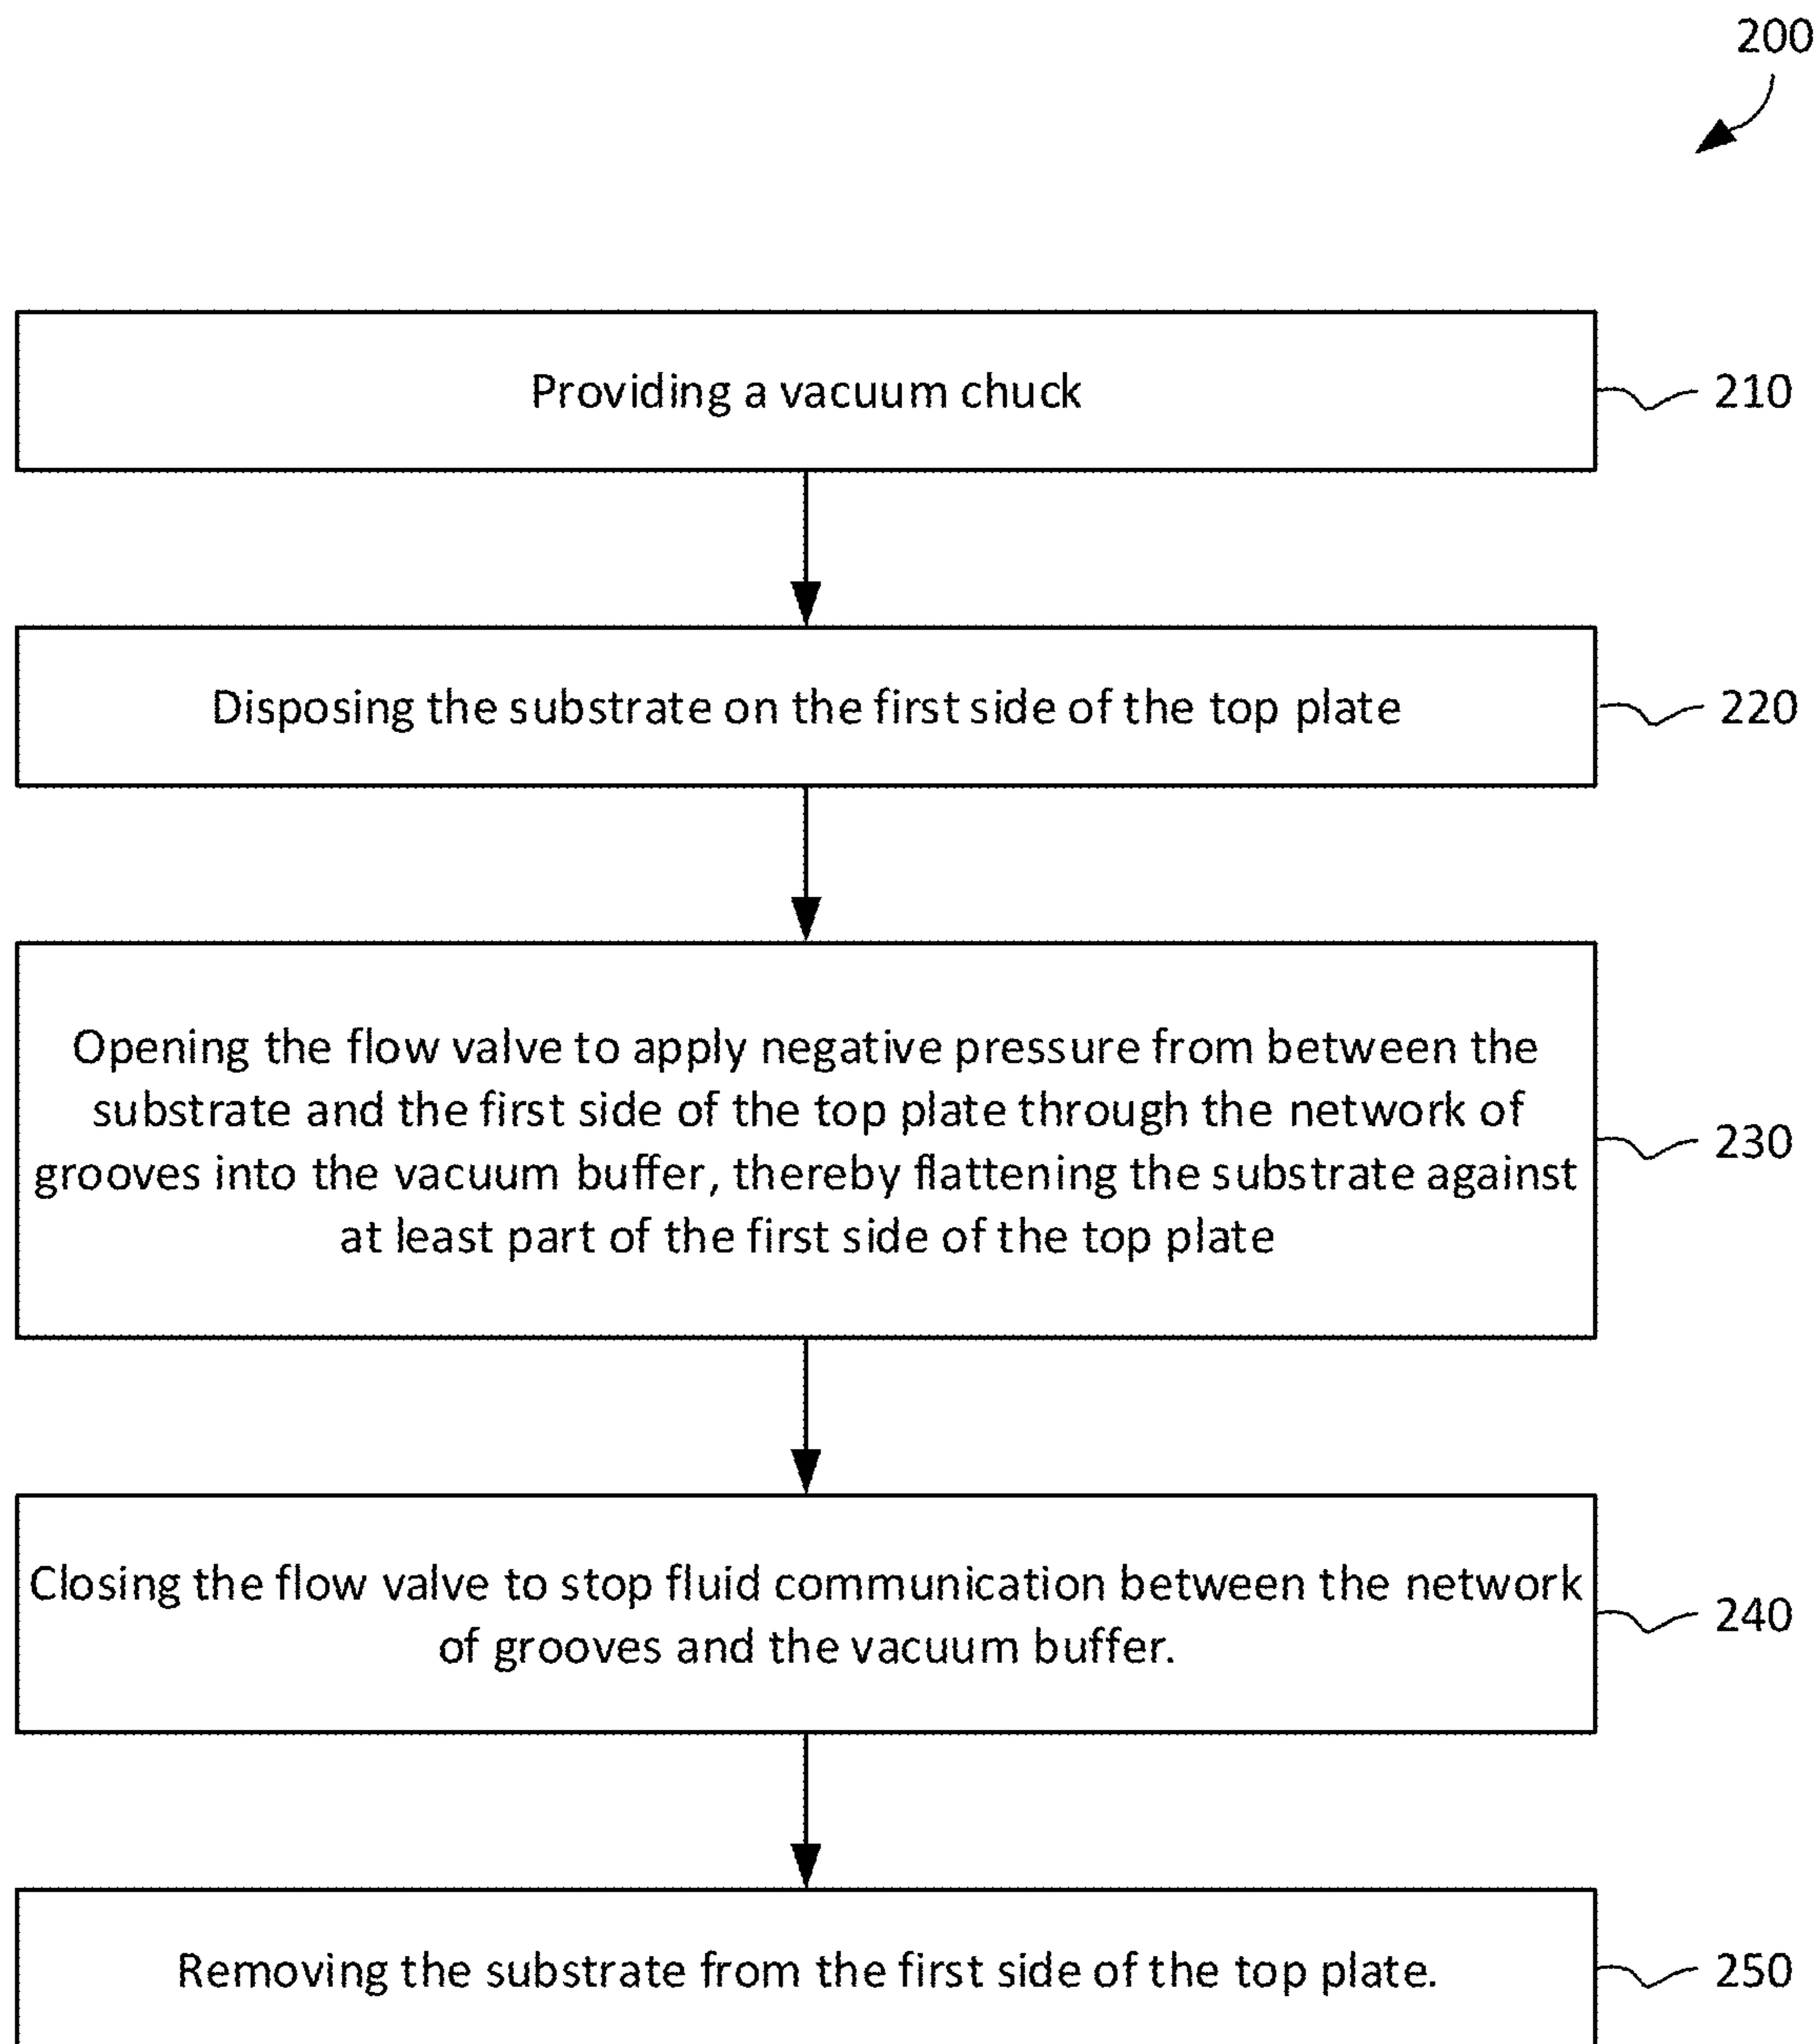 200
Providing a vacuum chuck
210
Disposing the substrate on the first side of the top plate
220
Opening the flow valve to apply negative pressure from between the
substrate and the first side of the top plate through the network of
grooves into the vacuum buffer, thereby flattening the substrate against
at least part of the first side of the top plate
230
Closing the flow valve to stop fluid communication between the network
of grooves and the vacuum buffer.
240
Removing the substrate from the first side of the top plate.
250